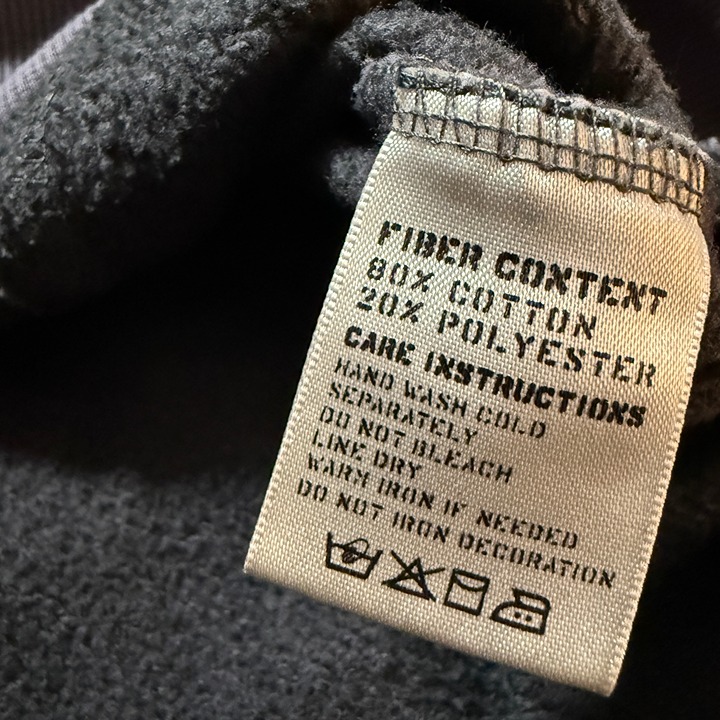 FIBER CONTENT
80% COTTON
20% POLYESTER
CARE INSTRUCTIONS
HAND WASH COLD
SEPARATELY
DO NOT BLEACH
LINE DRY
WARM IRON IF NEEDED
DO NOT IRON DECORATION